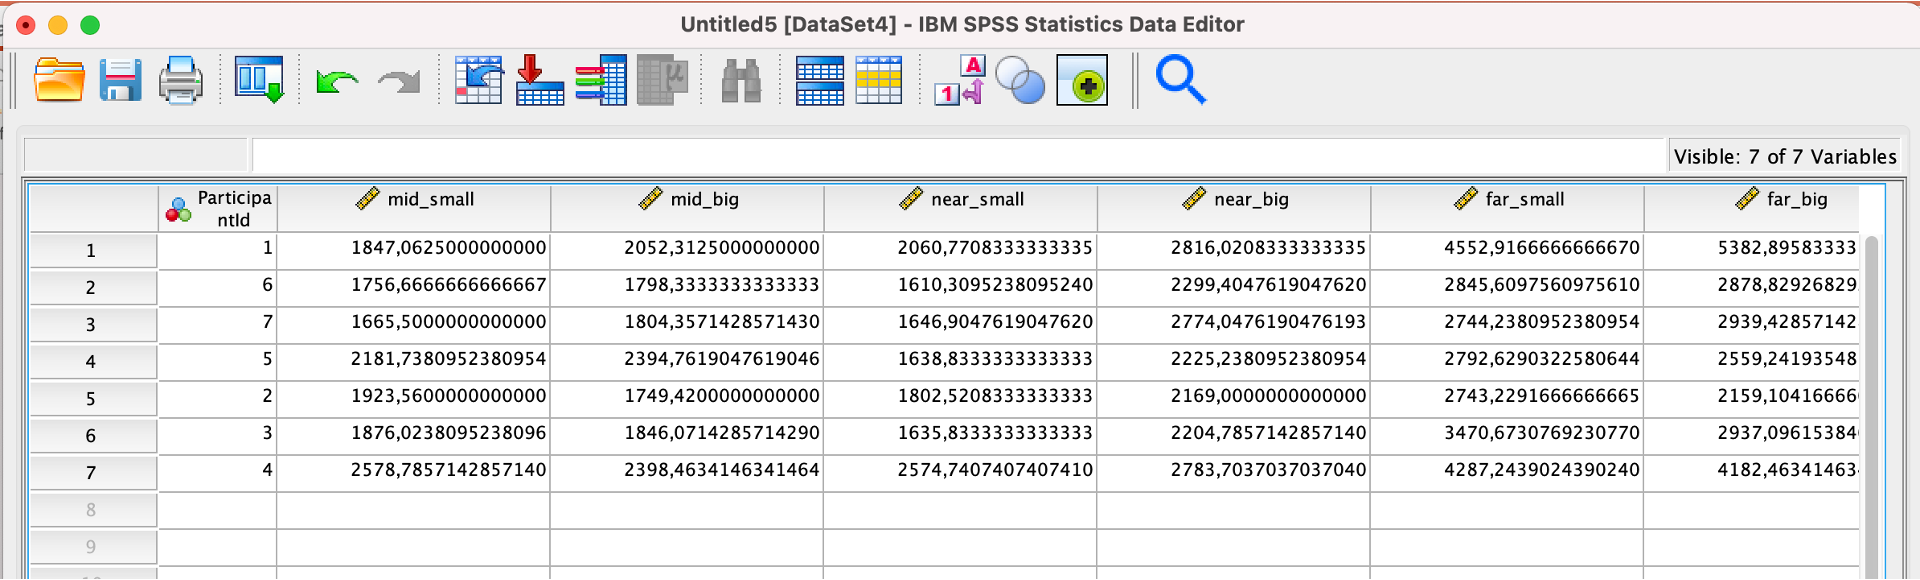 Untitled5 [DataSet4] - IBM SPSS Statistics Data Editor
Visible: 7 of 7 Variables
ParticipantId mid_small mid_big near_small near_big far_small far_big
1 1 1847,0625000000000 2052,3125000000000 2060,7708333333335 2816,0208333333335 4552,9166666666670 5382,89583333
2 6 1756,6666666666667 1798,3333333333333 1610,3095238095240 2299,4047619047620 2845,6097560975610 2878,82926829
3 7 1665,5000000000000 1804,3571428571430 1646,9047619047620 2774,0476190476193 2744,2380952380954 2939,42857142
4 5 2181,7380952380954 2394,7619047619046 1638,8333333333333 2225,2380952380954 2792,6290322580644 2559,24193548
5 2 1923,5600000000000 1749,4200000000000 1802,5208333333333 2169,0000000000000 2743,2291666666665 2159,10416666
6 3 1876,0238095238096 1846,0714285714290 1635,8333333333333 2204,7857142857140 3470,6730769230770 2937,09615384
7 4 2578,7857142857140 2398,4634146341464 2574,7407407407410 2783,7037037037040 4287,2439024390240 4182,46341463
8
9